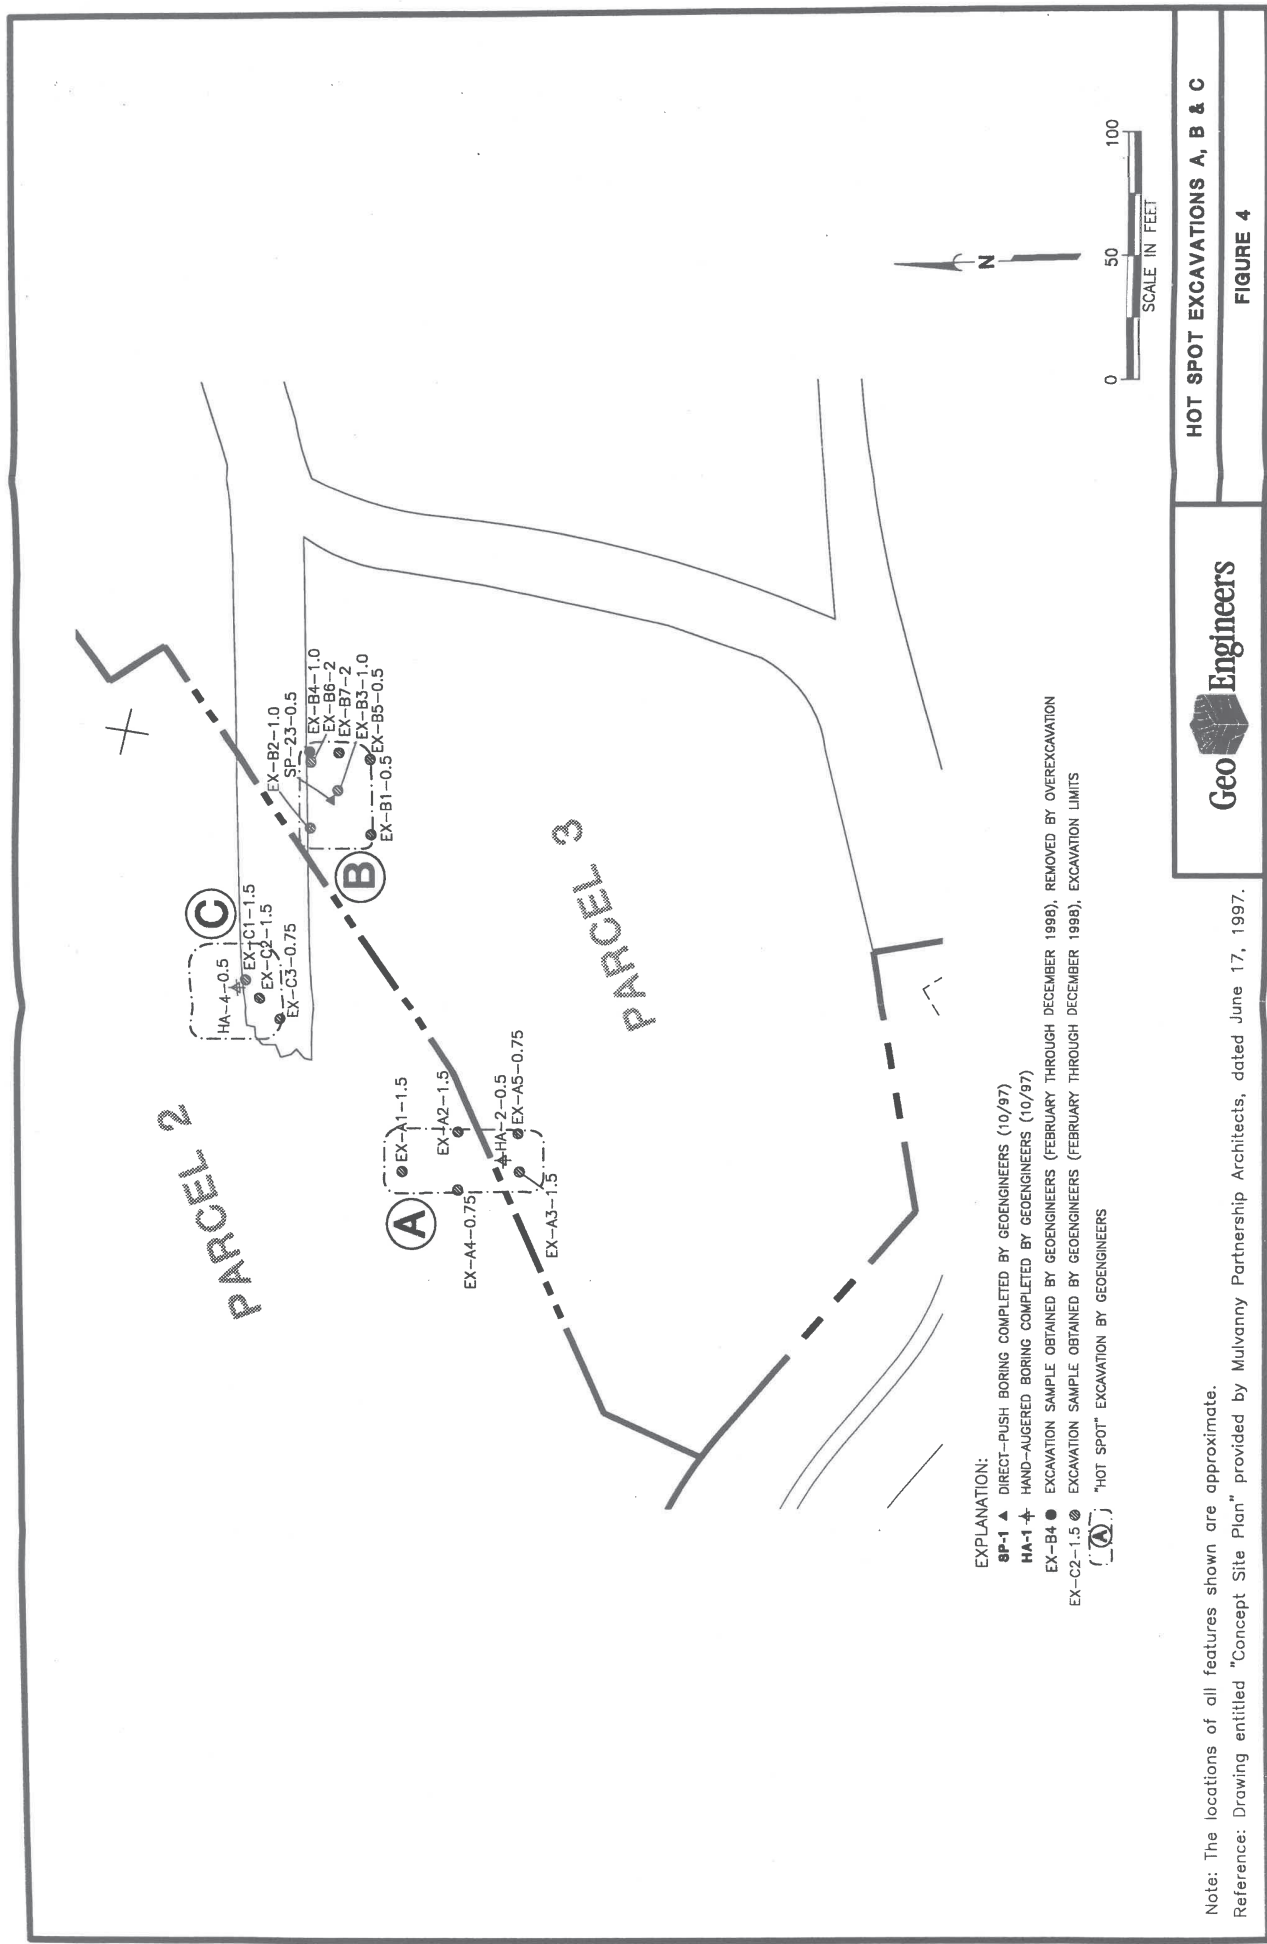 PARCEL 2
C
HA-4-0.5
EX-C1-1.5
EX-C2-1.5
EX-C3-0.75
EX-B2-1.0
SP-23-0.5
EX-B4-1.0
EX-B6-2
EX-B7-2
EX-B3-1.0
EX-B5-0.5
EX-B1-0.5
B
A
EX-A1-1.5
EX-A2-1.5
EX-A4-0.75
HA-2-0.5
EX-A5-0.75
EX-A3-1.5
PARCEL 3
N
EXPLANATION:
SP-1 DIRECT-PUSH BORING COMPLETED BY GEOENGINEERS (10/97)
HA-1 HAND-AUGERED BORING COMPLETED BY GEOENGINEERS (10/97)
EX-B4 EXCAVATION SAMPLE OBTAINED BY GEOENGINEERS (FEBRUARY THROUGH DECEMBER 1998), REMOVED BY OVEREXCAVATION
EX-C2-1.5 EXCAVATION SAMPLE OBTAINED BY GEOENGINEERS (FEBRUARY THROUGH DECEMBER 1998), EXCAVATION LIMITS
A "HOT SPOT" EXCAVATION BY GEOENGINEERS
0 50 100
SCALE IN FEET
Note: The locations of all features shown are approximate.
Reference: Drawing entitled "Concept Site Plan" provided by Mulvanny Partnership Architects, dated June 17, 1997.
Geo Engineers
HOT SPOT EXCAVATIONS A, B & C
FIGURE 4